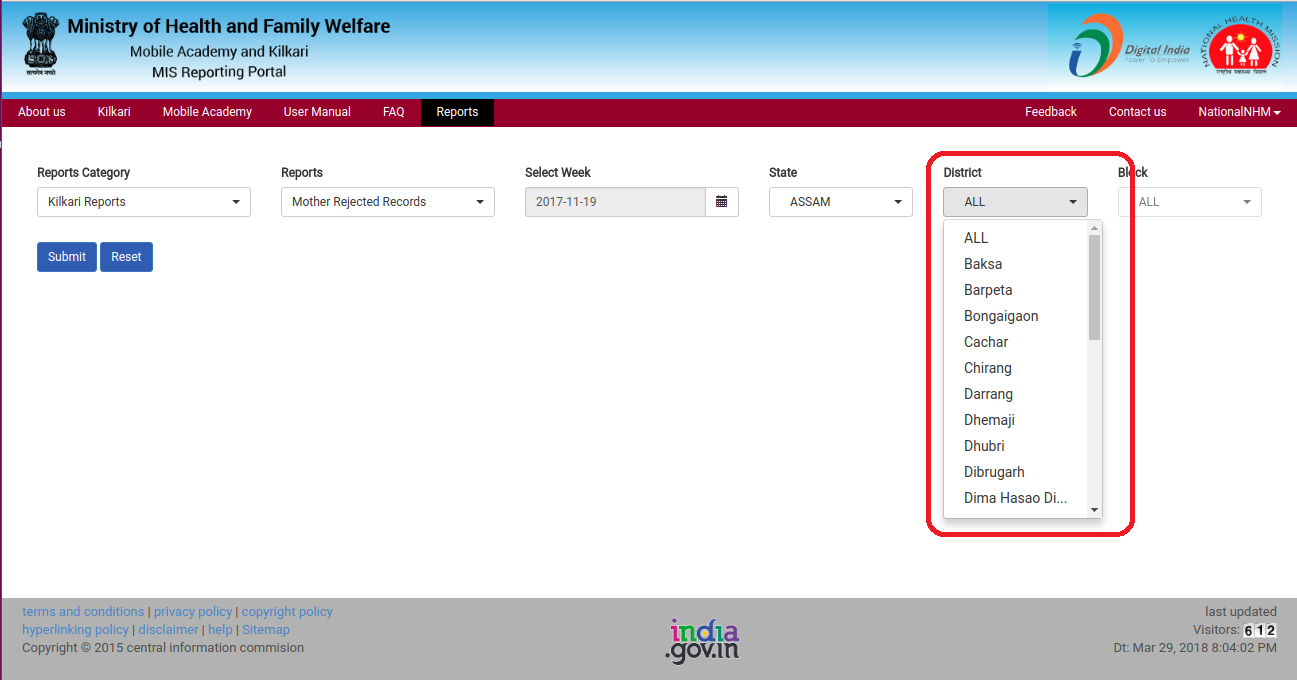 Ministry of Health and Family Welfare
Mobile Academy and Kilkari
MIS Reporting Portal
सत्यमेव जयते
Digital India
Power To Empower
NATIONAL HEALTH MISSION
राष्ट्रीय स्वास्थ्य मिशन
About us Kilkari Mobile Academy User Manual FAQ Reports Feedback Contact us NationalNHM
Reports Category Reports Select Week State District Block
Kilkari Reports Mother Rejected Records 2017-11-19 ASSAM ALL ALL
Submit Reset
ALL
Baksa
Barpeta
Bongaigaon
Cachar
Chirang
Darrang
Dhemaji
Dhubri
Dibrugarh
Dima Hasao Di...
terms and conditions | privacy policy | copyright policy
hyperlinking policy | disclaimer | help | Sitemap
Copyright © 2015 central information commision
india
.gov.in
last updated
Visitors: 612
Dt: Mar 29, 2018 8:04:02 PM